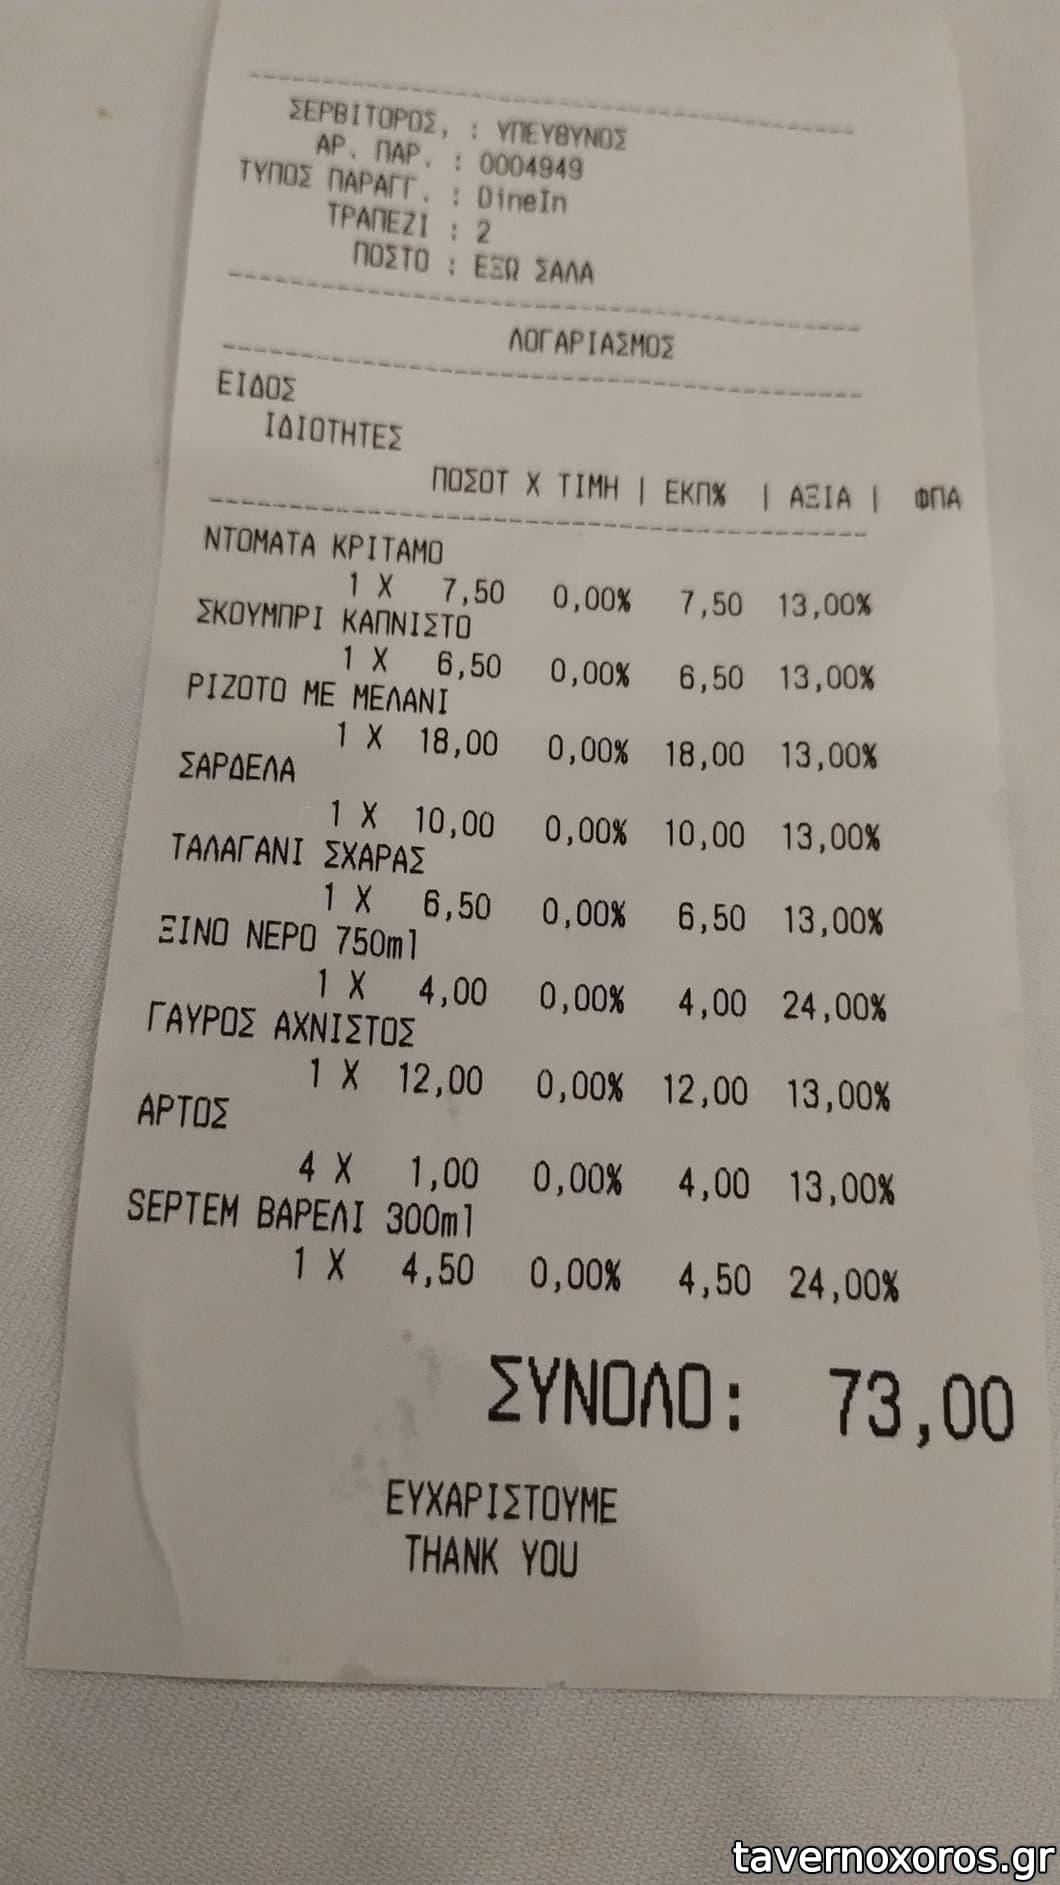 ΣΕΡΒΙΤΟΡΟΣ, : ΥΠΕΥΘΥΝΟΣ
ΑΡ. ΠΑΡ. : 0004949
ΤΥΠΟΣ ΠΑΡΑΓΓ. : DineIn
ΤΡΑΠΕΖΙ : 2
ΠΟΣΤΟ : ΕΞΩ ΣΑΛΑ
ΛΟΓΑΡΙΑΣΜΟΣ
ΕΙΔΟΣ
ΙΔΙΟΤΗΤΕΣ
ΠΟΣΟΤ Χ ΤΙΜΗ | ΕΚΠ% | ΑΞΙΑ | ΦΠΑ
ΝΤΟΜΑΤΑ ΚΡΙΤΑΜΟ
1 X 7,50 0,00% 7,50 13,00%
ΣΚΟΥΜΠΡΙ ΚΑΠΝΙΣΤΟ
1 X 6,50 0,00% 6,50 13,00%
ΡΙΖΟΤΟ ΜΕ ΜΕΛΑΝΙ
1 X 18,00 0,00% 18,00 13,00%
ΣΑΡΔΕΛΑ
1 X 10,00 0,00% 10,00 13,00%
ΤΑΛΑΓΑΝΙ ΣΧΑΡΑΣ
1 X 6,50 0,00% 6,50 13,00%
ΞΙΝΟ ΝΕΡΟ 750ml
1 X 4,00 0,00% 4,00 24,00%
ΓΑΥΡΟΣ ΑΧΝΙΣΤΟΣ
1 X 12,00 0,00% 12,00 13,00%
ΑΡΤΟΣ
4 X 1,00 0,00% 4,00 13,00%
SEPTEM ΒΑΡΕΛΙ 300ml
1 X 4,50 0,00% 4,50 24,00%
ΣΥΝΟΛΟ: 73,00
ΕΥΧΑΡΙΣΤΟΥΜΕ
THANK YOU
tavernoxoros.gr